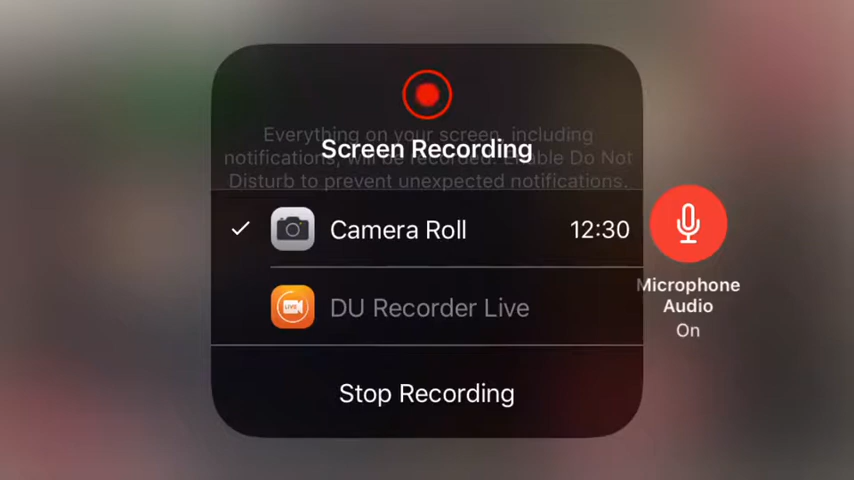 Everything on your screen, including
Screen Recording
notifications, will be recorded. Enable Do Not
Disturb to prevent unexpected notifications.
Camera Roll 12:30
LIVE
DU Recorder Live
Stop Recording
Microphone
Audio
On